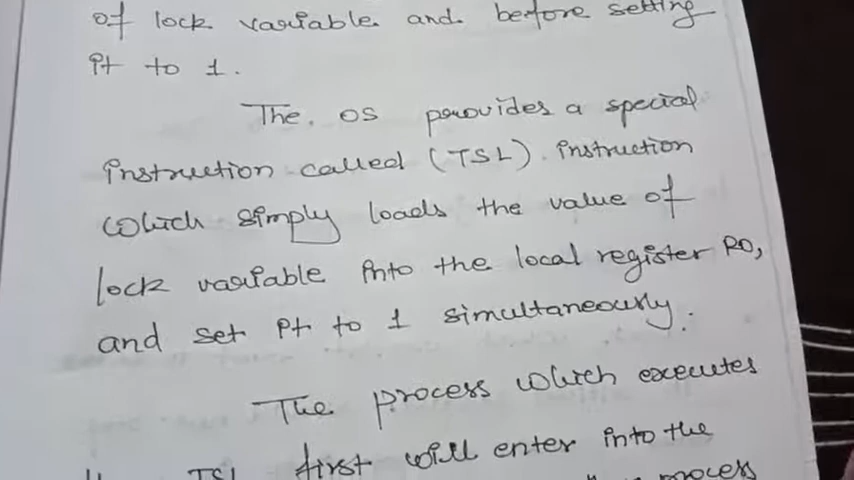 of lock variable and before setting
it to 1.
The OS provides a special
instruction called (TSL) instruction
which simply loads the value of
lock variable into the local register R0,
and set it to 1 simultaneously.
The process which executes
TSL first will enter into the
process